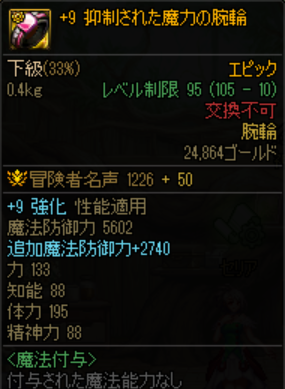 +9 抑制された魔力の腕輪
下級(33%) エピック
0.4kg レベル制限 95 (105 - 10)
交換不可
腕輪
24,864ゴールド
冒険者名声 1226 + 50
+9 強化 性能適用
魔法防御力 5602
追加魔法防御力+2740
力 133
知能 88
体力 195
精神力 88
<魔法付与>
付与された魔法能力なし